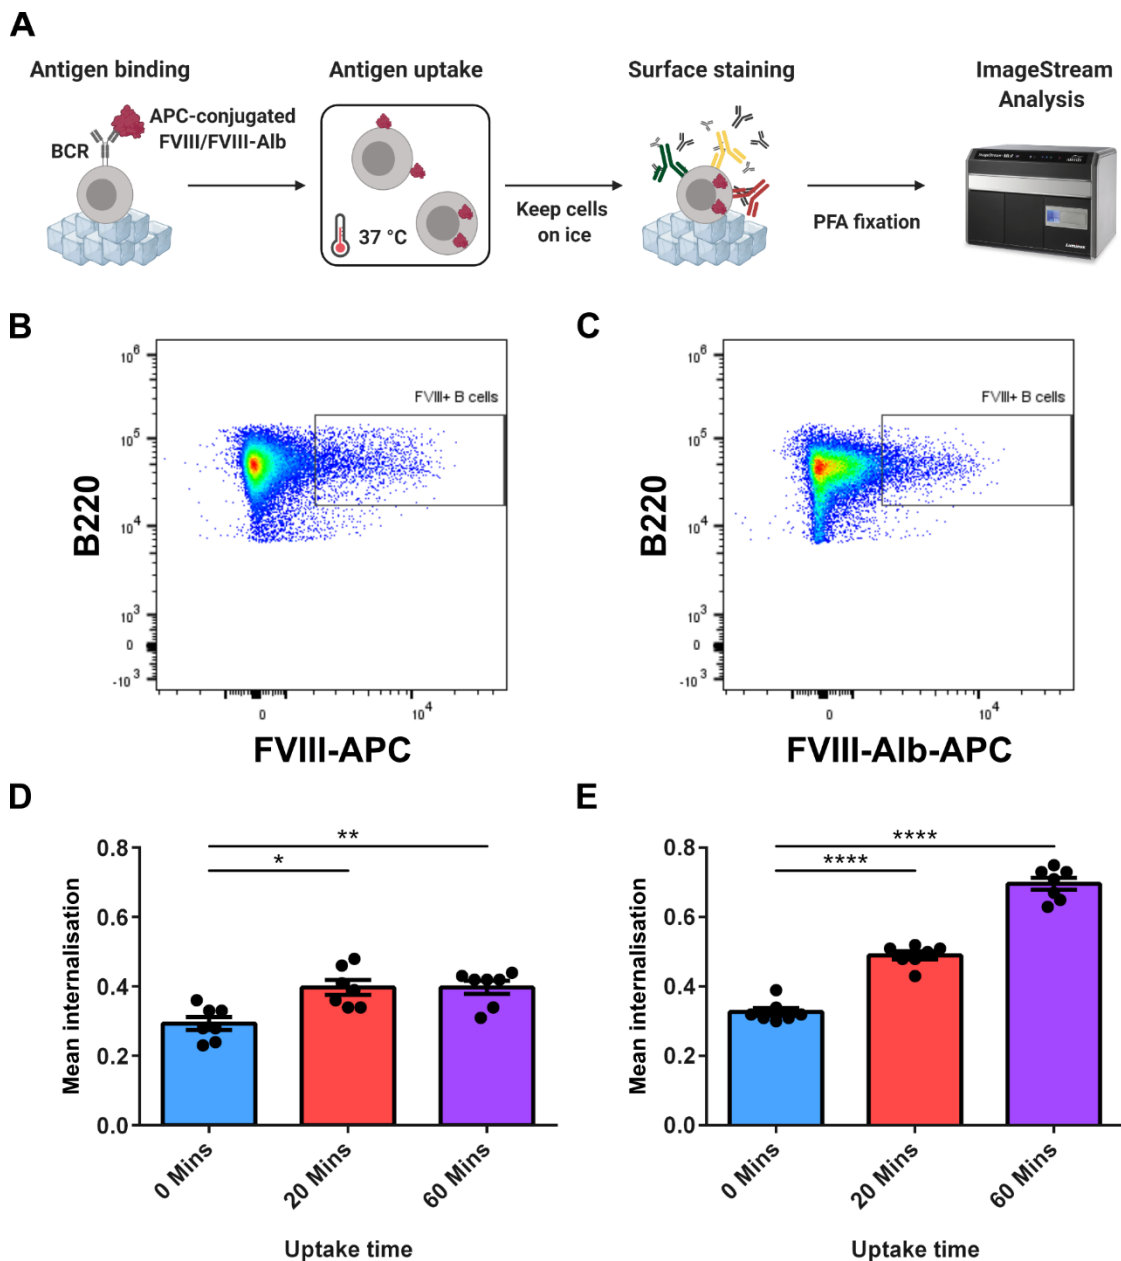 A
Antigen binding
Antigen uptake
Surface staining
ImageStream
Analysis
BCR
APC-conjugated
FVIII/FVIII-Alb
37 °C
Keep cells
on ice
PFA fixation
B
10^6
10^5
10^4
10^3
0
-10^3
B220
FVIII+ B cells
0
10^4
FVIII-APC
C
10^6
10^5
10^4
10^3
0
-10^3
B220
FVIII+ B cells
0
10^4
FVIII-Alb-APC
D
Mean internalisation
0.8
0.6
0.4
0.2
0.0
**
*
0 Mins
20 Mins
60 Mins
Uptake time
E
Mean internalisation
0.8
0.6
0.4
0.2
0.0
****
****
0 Mins
20 Mins
60 Mins
Uptake time